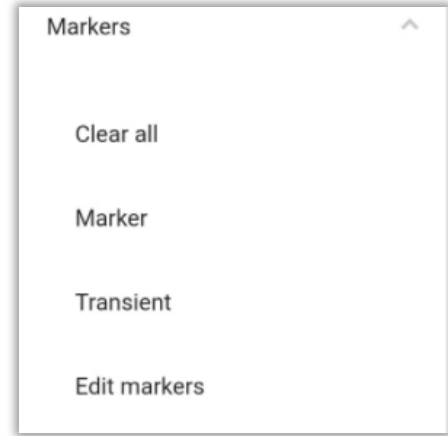 Markers
Clear all
Marker
Transient
Edit markers